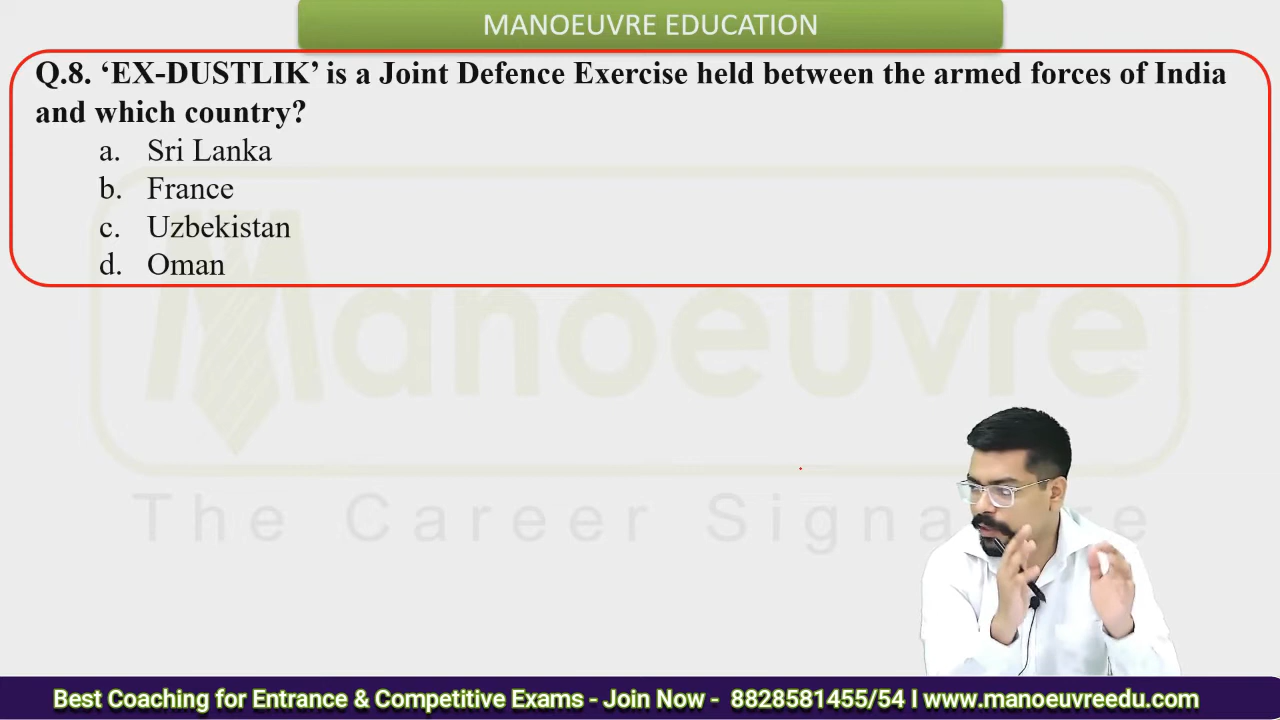 MANOEUVRE EDUCATION
Q.8. ‘EX-DUSTLIK’ is a Joint Defence Exercise held between the armed forces of India
and which country?
a. Sri Lanka
b. France
c. Uzbekistan
d. Oman
Manoeuvre
The Career Signature
Best Coaching for Entrance & Competitive Exams - Join Now - 8828581455/54 I www.manoeuvreedu.com